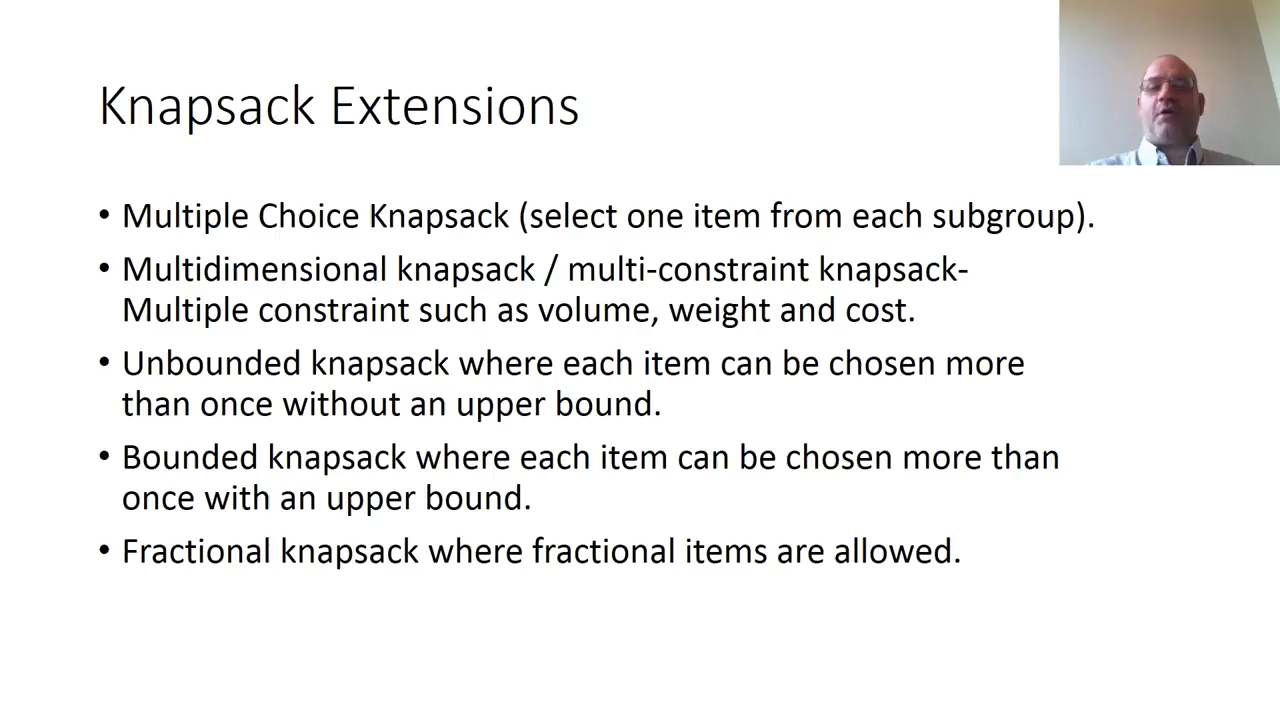 Knapsack Extensions
• Multiple Choice Knapsack (select one item from each subgroup).
• Multidimensional knapsack / multi-constraint knapsack-
Multiple constraint such as volume, weight and cost.
• Unbounded knapsack where each item can be chosen more
than once without an upper bound.
• Bounded knapsack where each item can be chosen more than
once with an upper bound.
• Fractional knapsack where fractional items are allowed.